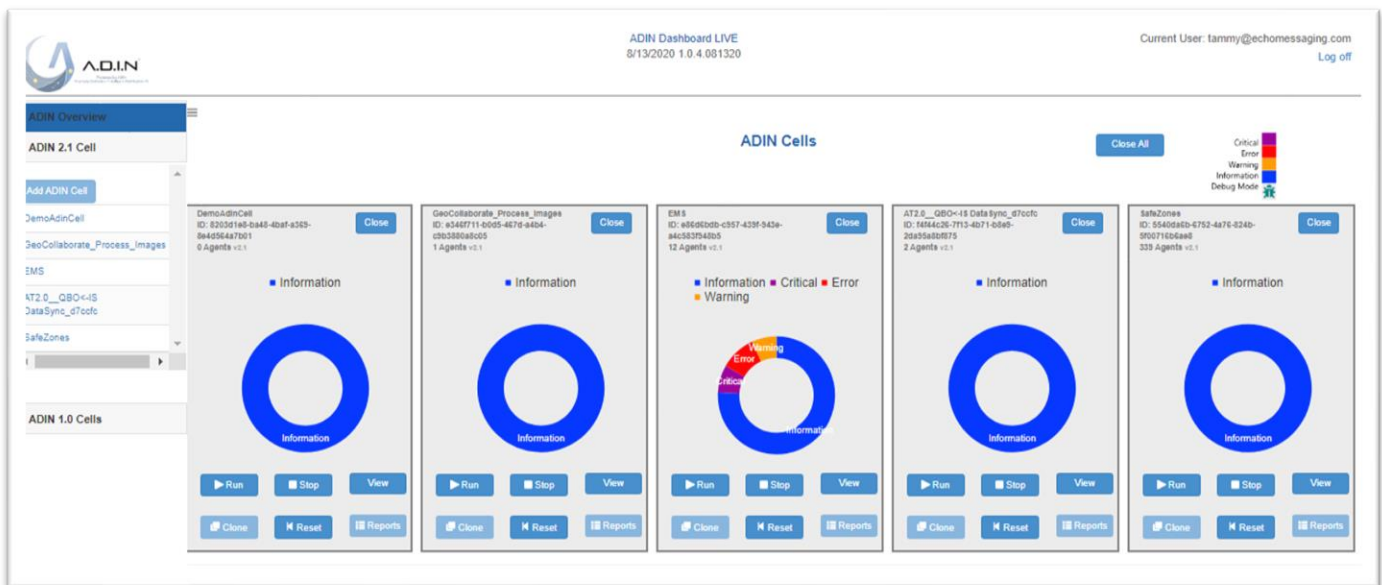 A.D.I.N
ADIN Dashboard LIVE
8/13/2020 1.0.4.081320
Current User: tammy@echomessaging.com
Log off
ADIN Overview
ADIN 2.1 Cell
Add ADIN Cell
DemoAdinCell
GeoCollaborate_Process_Images
EMS
AT2.0__QBO<-IS
DataSync_d7ccfc
SafeZones
ADIN 1.0 Cells
ADIN Cells
Close All
Critical
Error
Warning
Information
Debug Mode
DemoAdinCell
ID: 8203d1e8-ba48-4baf-a365-
8e4d564a7b01
0 Agents v2.1
Close
Information
Information
Run
Stop
View
Clone
Reset
Reports
GeoCollaborate_Process_Images
ID: e346f711-b0d5-467d-a4b4-
c9b3880a8c05
1 Agents v2.1
Close
Information
Information
Run
Stop
View
Clone
Reset
Reports
EMS
ID: e86d6bdb-c957-439f-943e-
a4c583f948b5
12 Agents v2.1
Close
Information Critical Error
Warning
Warning
Error
Critical
Information
Run
Stop
View
Clone
Reset
Reports
AT2.0__QBO<-IS DataSync_d7ccfc
ID: f4f44c26-7f13-4b71-b8e9-
2da55a8bf875
2 Agents v2.1
Close
Information
Information
Run
Stop
View
Clone
Reset
Reports
SafeZones
ID: 5540da6b-6752-4a76-824b-
5f00716b6ae8
339 Agents v2.1
Close
Information
Information
Run
Stop
View
Clone
Reset
Reports